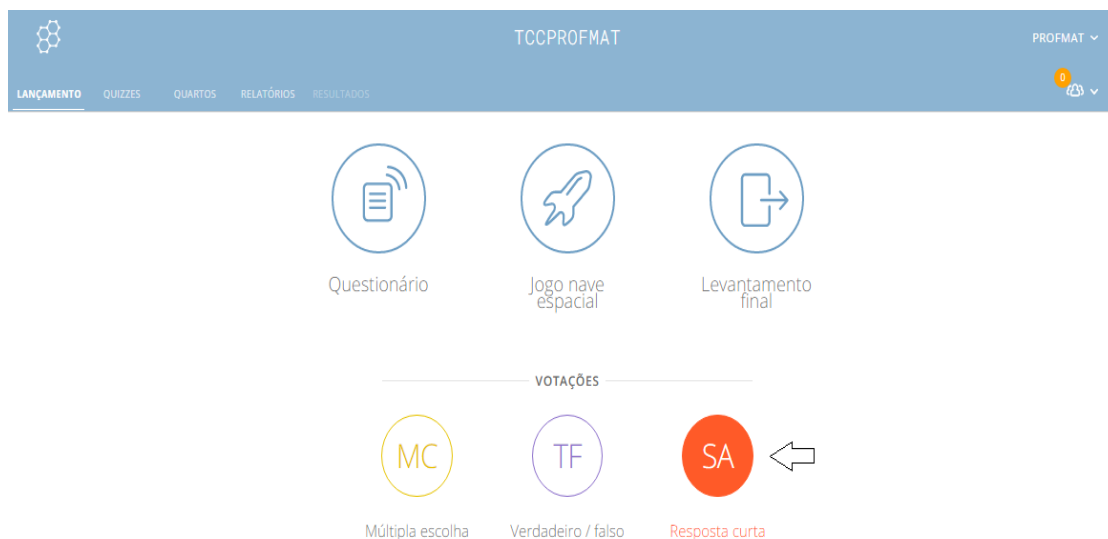 TCCPROFMAT
PROFMAT
0
LANÇAMENTO QUIZZES QUARTOS RELATÓRIOS RESULTADOS
Questionário
Jogo nave
espacial
Levantamento
final
VOTAÇÕES
MC TF SA
Múltipla escolha Verdadeiro / falso Resposta curta